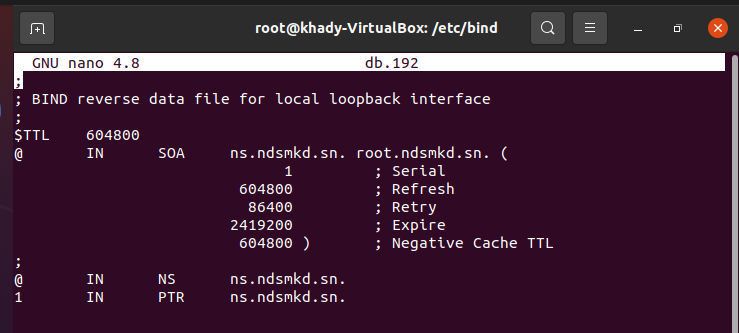 root@khady-VirtualBox: /etc/bind
GNU nano 4.8 db.192
;
; BIND reverse data file for local loopback interface
;
$TTL 604800
@ IN SOA ns.ndsmkd.sn. root.ndsmkd.sn. (
1 ; Serial
604800 ; Refresh
86400 ; Retry
2419200 ; Expire
604800 ) ; Negative Cache TTL
;
@ IN NS ns.ndsmkd.sn.
1 IN PTR ns.ndsmkd.sn.